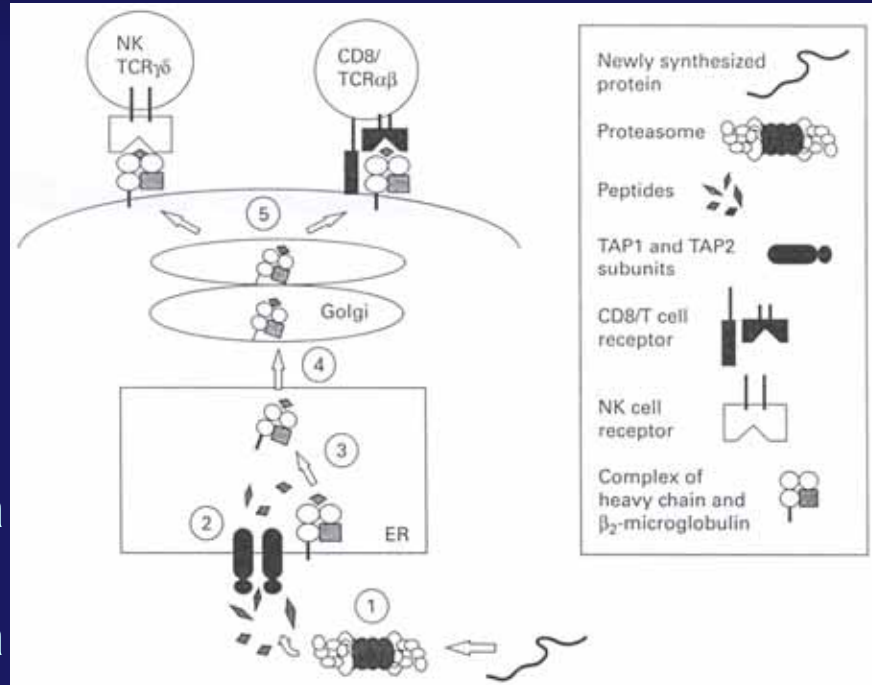 NK
TCRγδ
CD8/
TCRαβ
5
Golgi
4
3
2
ER
1
Newly synthesized
protein
Proteasome
Peptides
TAP1 and TAP2
subunits
CD8/T cell
receptor
NK cell
receptor
Complex of
heavy chain and
β₂-microglobulin